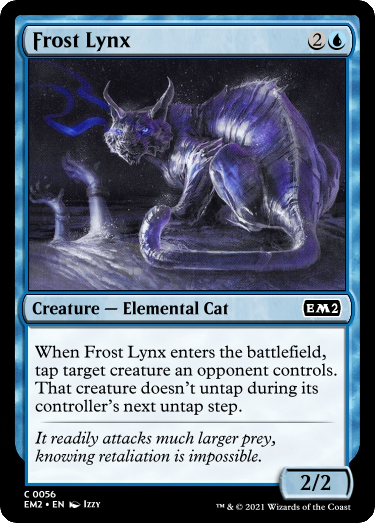 Frost Lynx 2
Creature — Elemental Cat EM2
When Frost Lynx enters the battlefield,
tap target creature an opponent controls.
That creature doesn't untap during its
controller's next untap step.
It readily attacks much larger prey,
knowing retaliation is impossible.
2/2
C 0056
EM2 • EN Izzy ™ & © 2021 Wizards of the Coast